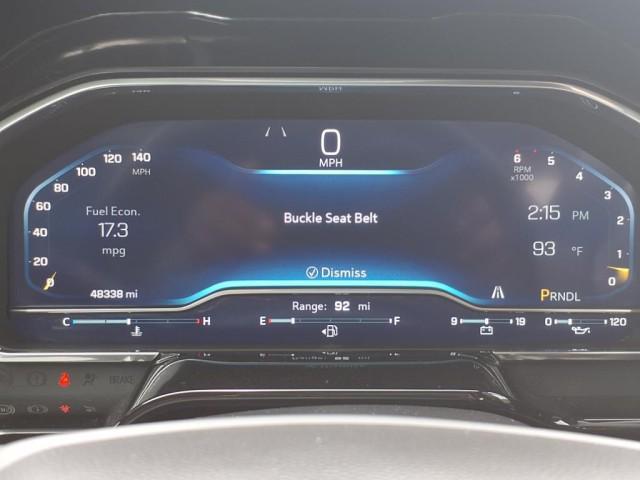 0
MPH
120 140
100
MPH
80
60
40
20
0
6 5
RPM
x1000
4
3
2
1
0
Fuel Econ.
17.3
mpg
Buckle Seat Belt
2:15 PM
93 °F
Dismiss
48338 mi
PRNDL
Range: 92 mi
C H
E F
9 19
0 120
BRAKE